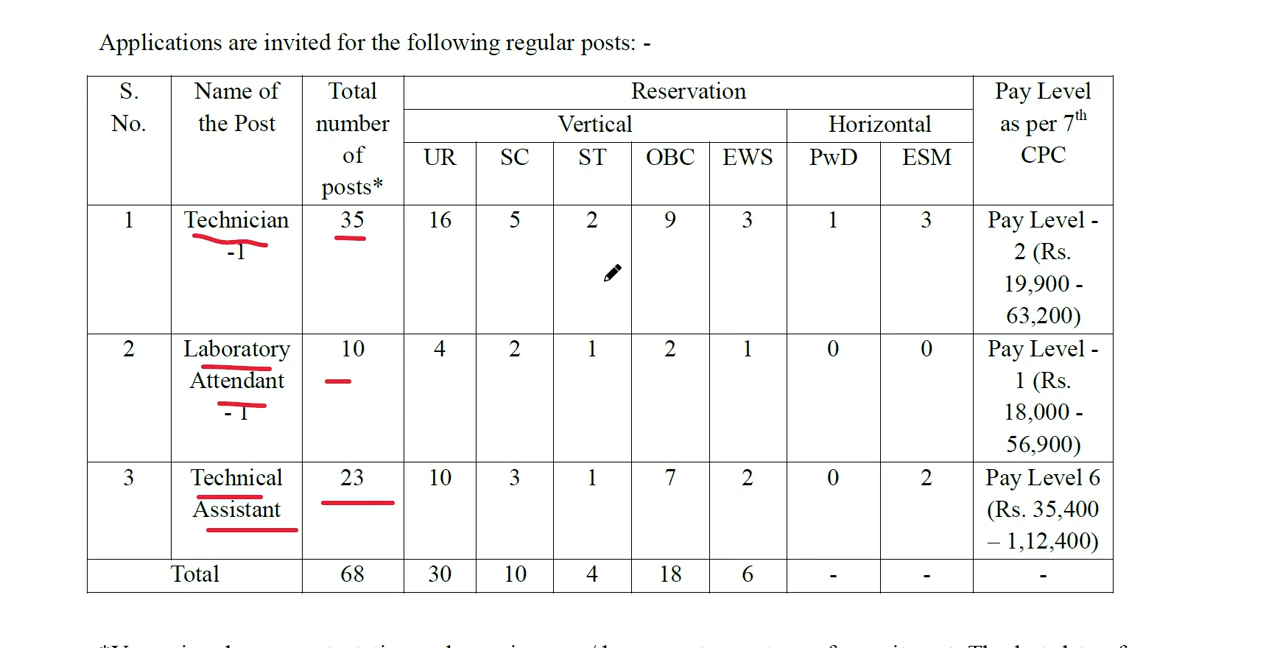 Applications are invited for the following regular posts: -
S. No. | Name of the Post | Total number of posts* | Reservation | Pay Level as per 7th CPC
Vertical | Horizontal
UR | SC | ST | OBC | EWS | PwD | ESM
1 | Technician -1 | 35 | 16 | 5 | 2 | 9 | 3 | 1 | 3 | Pay Level - 2 (Rs. 19,900 - 63,200)
2 | Laboratory Attendant - 1 | 10 | 4 | 2 | 1 | 2 | 1 | 0 | 0 | Pay Level - 1 (Rs. 18,000 - 56,900)
3 | Technical Assistant | 23 | 10 | 3 | 1 | 7 | 2 | 0 | 2 | Pay Level 6 (Rs. 35,400 – 1,12,400)
Total | 68 | 30 | 10 | 4 | 18 | 6 | - | - | -